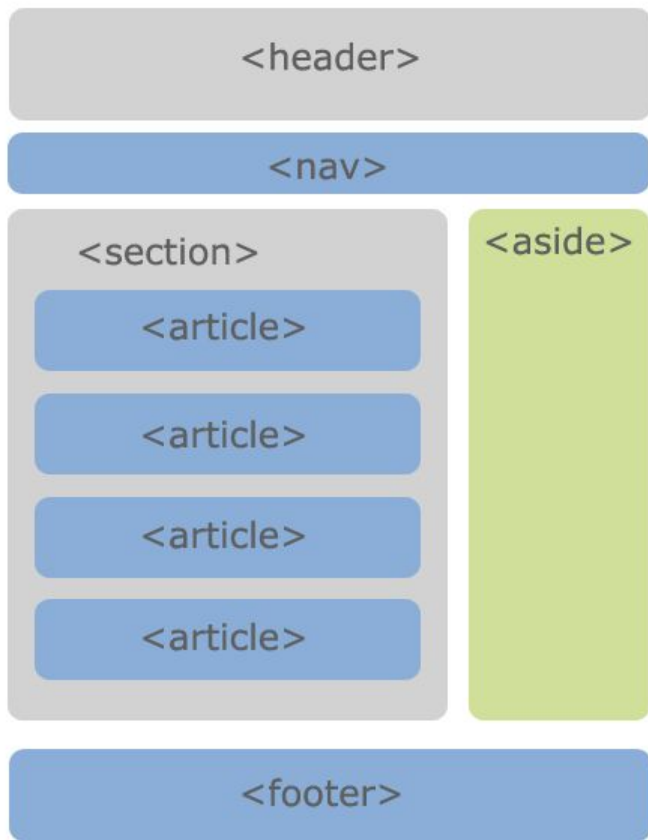 <header>
<nav>
<section>
<article>
<article>
<article>
<article>
<aside>
<footer>